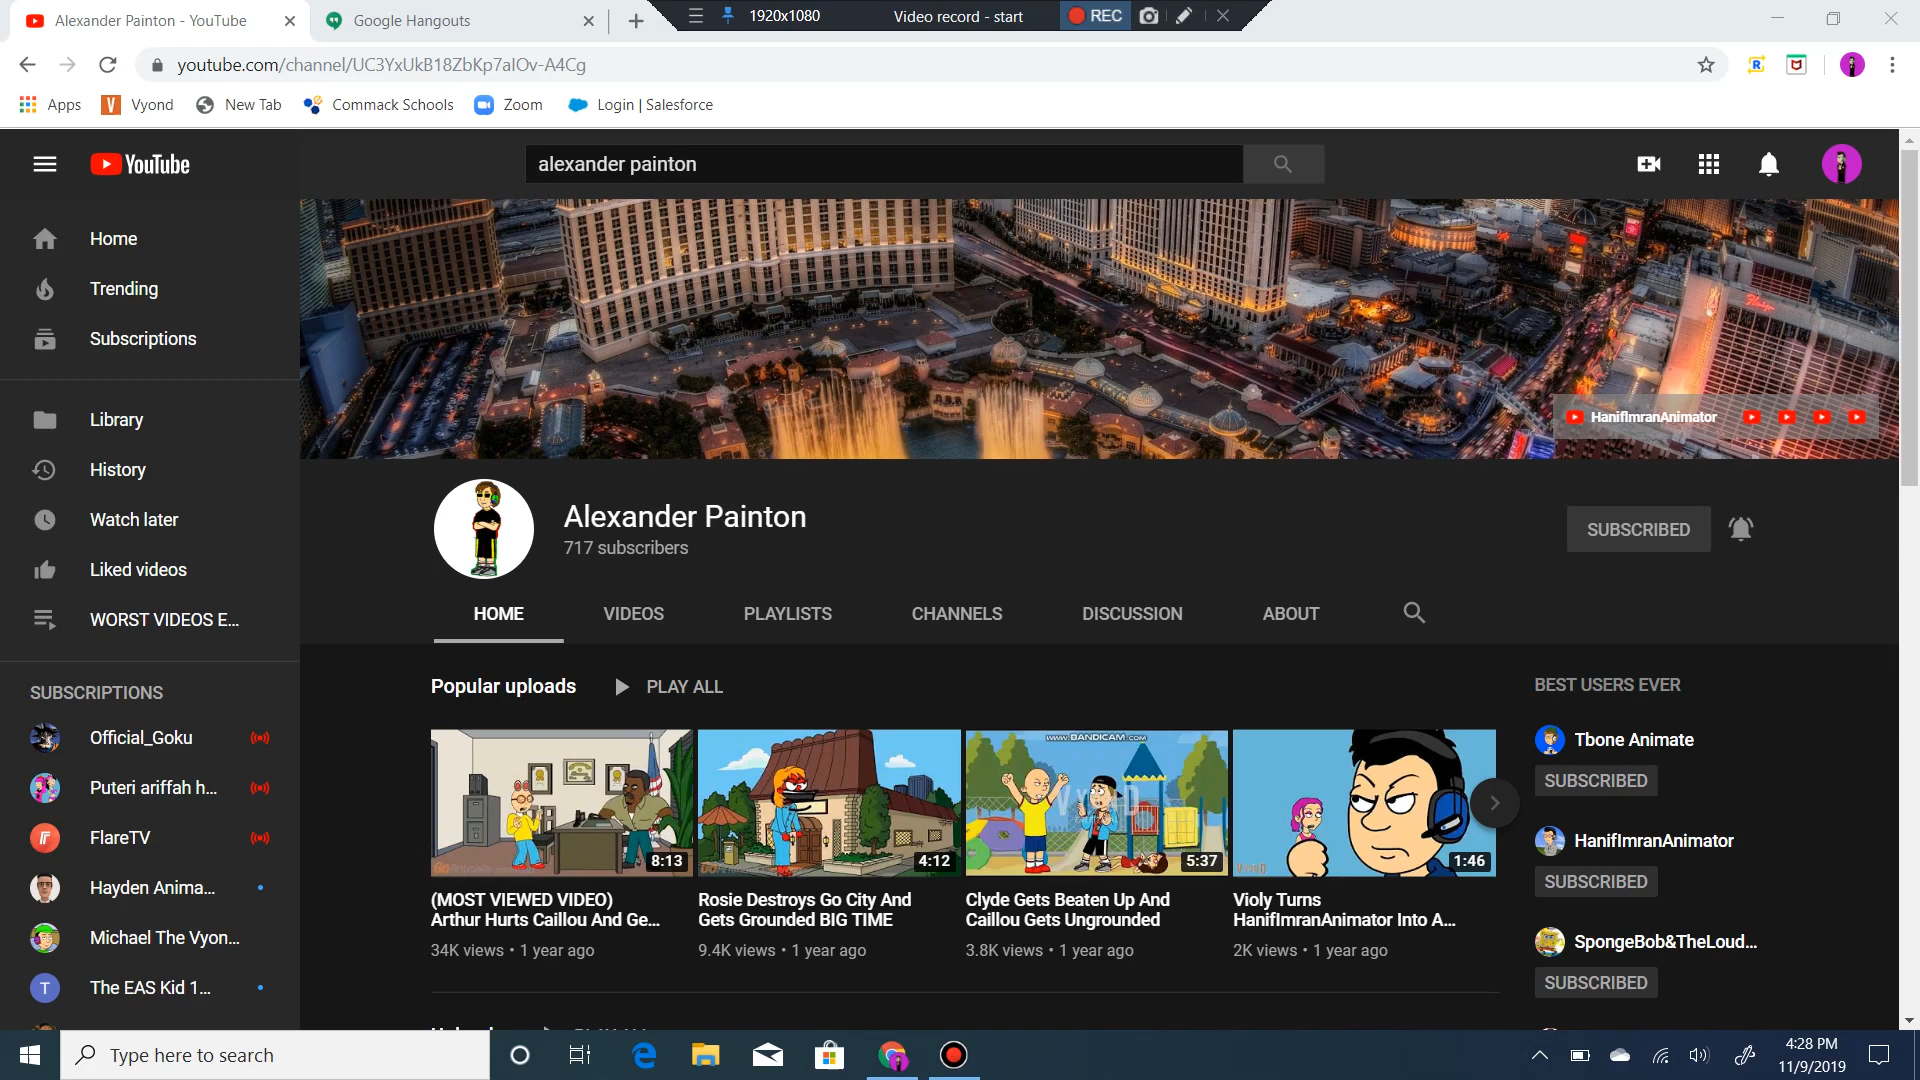 Alexander Painton - YouTube
Google Hangouts
1920x1080
Video record - start
REC
youtube.com/channel/UC3YxUkB18ZbKp7aIOv-A4Cg
Apps
Vyond
New Tab
Commack Schools
Zoom
Login | Salesforce
YouTube
alexander painton
Home
Trending
Subscriptions
Library
History
Watch later
Liked videos
WORST VIDEOS E...
SUBSCRIPTIONS
Official_Goku
Puteri ariffah h...
FlareTV
Hayden Anima...
Michael The Vyon...
The EAS Kid 1...
HanifImranAnimator
Alexander Painton
717 subscribers
SUBSCRIBED
HOME
VIDEOS
PLAYLISTS
CHANNELS
DISCUSSION
ABOUT
Popular uploads
PLAY ALL
8:13
(MOST VIEWED VIDEO)
Arthur Hurts Caillou And Ge...
34K views • 1 year ago
4:12
Rosie Destroys Go City And
Gets Grounded BIG TIME
9.4K views • 1 year ago
www.BANDICAM.com
5:37
Clyde Gets Beaten Up And
Caillou Gets Ungrounded
3.8K views • 1 year ago
1:46
Violy Turns
HanifImranAnimator Into A...
2K views • 1 year ago
BEST USERS EVER
Tbone Animate
SUBSCRIBED
HanifImranAnimator
SUBSCRIBED
SpongeBob&TheLoud...
SUBSCRIBED
Type here to search
4:28 PM
11/9/2019